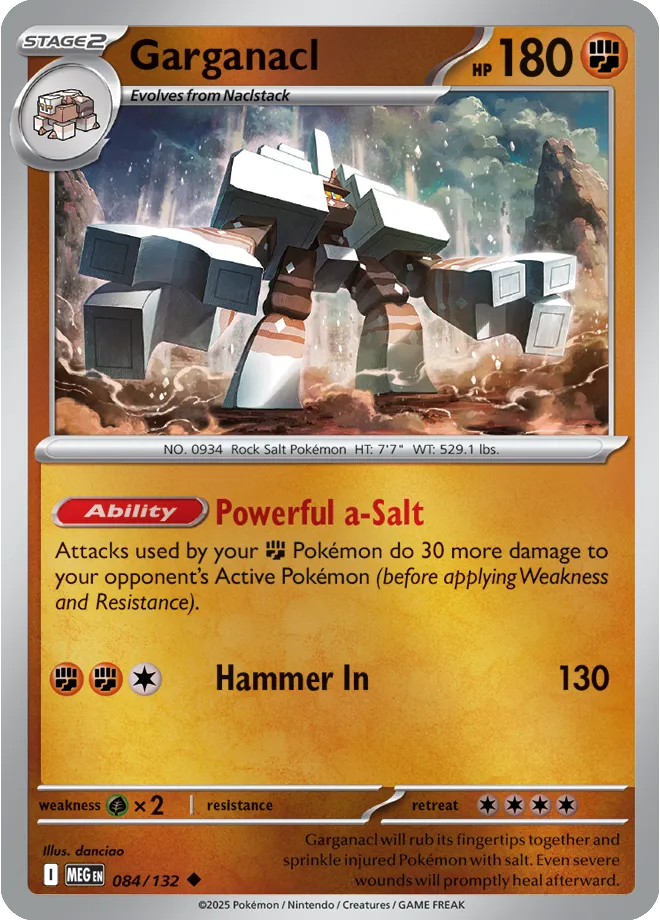 STAGE2
Garganacl
HP 180
Evolves from Naclstack
NO. 0934 Rock Salt Pokémon HT: 7'7" WT: 529.1 lbs.
Ability Powerful a-Salt
Attacks used by your Pokémon do 30 more damage to
your opponent's Active Pokémon (before applying Weakness
and Resistance).
Hammer In 130
weakness ×2 resistance retreat
Illus. danciao
Garganacl will rub its fingertips together and
sprinkle injured Pokémon with salt. Even severe
wounds will promptly heal afterward.
I MEG EN 084/132
©2025 Pokémon / Nintendo / Creatures / GAME FREAK